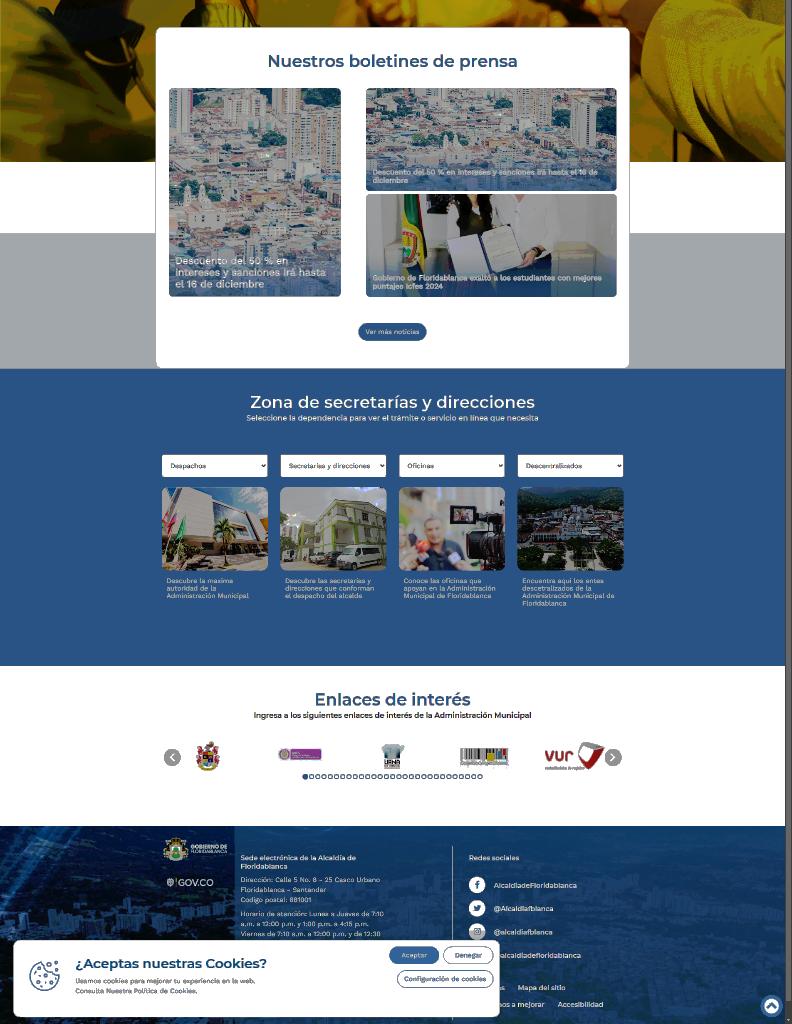 Nuestros boletines de prensa
Descuento del 50 % en
intereses y sanciones irá hasta
el 16 de diciembre
Descuento del 50 % en intereses y sanciones irá hasta el 16 de
diciembre
Gobierno de Floridablanca exaltó a los estudiantes con mejores
puntajes Icfes 2024
Ver más noticias
Zona de secretarías y direcciones
Seleccione la dependencia para ver el trámite o servicio en línea que necesita
Despachos
Secretarías y direcciones
Oficinas
Descentralizados
Descubre la maxima
autoridad de la
Administración Municipal
Descubre las secretarías y
direcciones que conforman
el despacho del alcalde
Conoce las oficinas que
apoyan en la Administración
Municipal de Floridablanca
Encuentra aquí los entes
descetralizados de la
Administración Municipal de
Floridablanca
Enlaces de interés
Ingresa a los siguientes enlaces de interés de la Administración Municipal
vur
GOBIERNO DE
FLORIDABLANCA
GOV.CO
Sede electrónica de la Alcaldía de
Floridablanca
Dirección: Calle 5 No. 8 - 25 Casco Urbano
Floridablanca - Santander
Codigo postal: 681001
Horario de atención: Lunes a Jueves de 7:10
a.m. a 12:00 p.m. y 1:00 p.m. a 4:15 p.m.
Viernes de 7:10 a.m. a 12:00 p.m. y de 12:30
Redes sociales
AlcaldiadeFloridablanca
@Alcaldiafblanca
@alcaldiafblanca
alcaldiadefloridablanca
Mapa del sitio
a mejorar
Accesibilidad
¿Aceptas nuestras Cookies?
Usamos cookies para mejorar tu experiencia en la web.
Consulta Nuestra Política de Cookies.
Aceptar
Denegar
Configuración de cookies